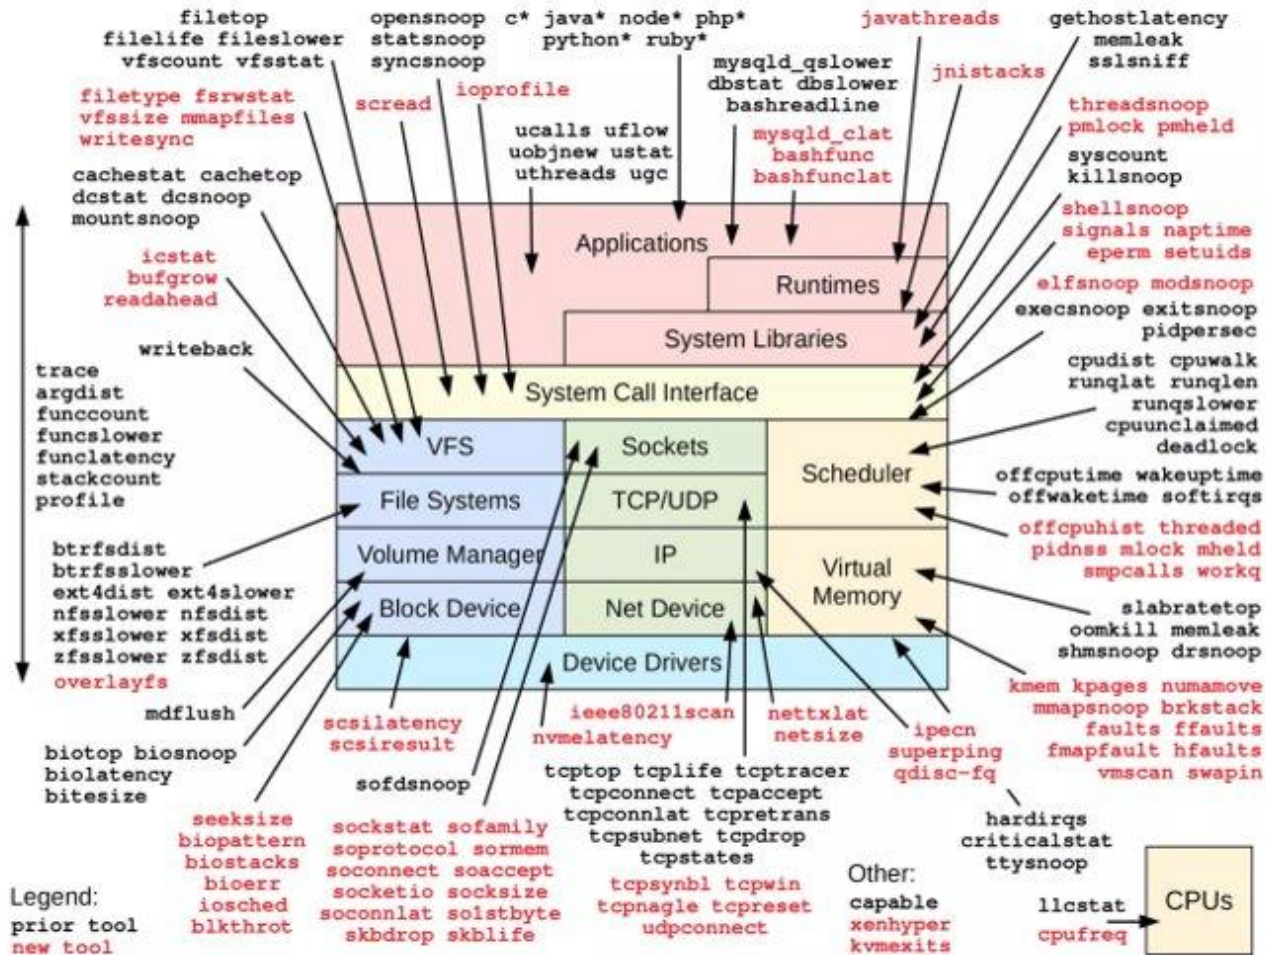 filetop
filelife fileslower
vfscount vfsstat
opensnoop
statsnoop
syncsnoop
c* java* node* php*
python* ruby*
javathreads
gethostlatency
memleak
sslsniff
filetype fsrwstat
vfssize mmapfiles
writesync
scread
ioprofile
mysqld_qslower
dbstat dbslower
bashreadline
jnistacks
threadsnoop
pmlock pmheld
ucalls uflow
uobjnew ustat
uthreads ugc
mysqld_clat
bashfunc
bashfunclat
syscount
killsnoop
cachestat cachetop
dcstat dcsnoop
mountsnoop
shellsnoop
signals naptime
eperm setuids
icstat
bufgrow
readahead
Applications
Runtimes
System Libraries
elfsnoop modsnoop
execsnoop exitsnoop
pidpersec
writeback
System Call Interface
cpudist cpuwalk
runqlat runqlen
runqslower
cpuunclaimed
deadlock
trace
argdist
funccount
funcslower
funclatency
stackcount
profile
VFS
Sockets
Scheduler
File Systems
TCP/UDP
offcputime wakeuptime
offwaketime softirqs
offcpuhist threaded
pidnss mlock mheld
smpcalls workq
Volume Manager
IP
Virtual
Memory
Block Device
Net Device
btrfsdist
btrfsslower
ext4dist ext4slower
nfsslower nfsdist
xfsslower xfsdist
zfsslower zfsdist
overlayfs
slabratetop
oomkill memleak
shmsnoop drsnoop
Device Drivers
kmem kpages numamove
mmapsnoop brkstack
faults ffaults
fmapfault hfaults
vmscan swapin
mdflush
scsilatency
scsiresult
ieee80211scan
nvmelatency
nettxlat
netsize
ipecn
superping
qdisc-fq
biotop biosnoop
biolatency
bitesize
sofdsnoop
tcptop tcplife tcptracer
tcpconnect tcpaccept
tcpconnlat tcpretrans
tcpsubnet tcpdrop
tcpstates
hardirqs
criticalstat
ttysnoop
seeksize
biopattern
biostacks
bioerr
iosched
blkthrot
sockstat sofamily
soprotocol sormem
soconnect soaccept
socketio socksize
soconnlat so1stbyte
skbdrop skblife
tcpsynbl tcpwin
tcpnagle tcpreset
udpconnect
Legend:
prior tool
new tool
Other:
capable
xenhyper
kvmexits
llcstat
cpufreq
CPUs